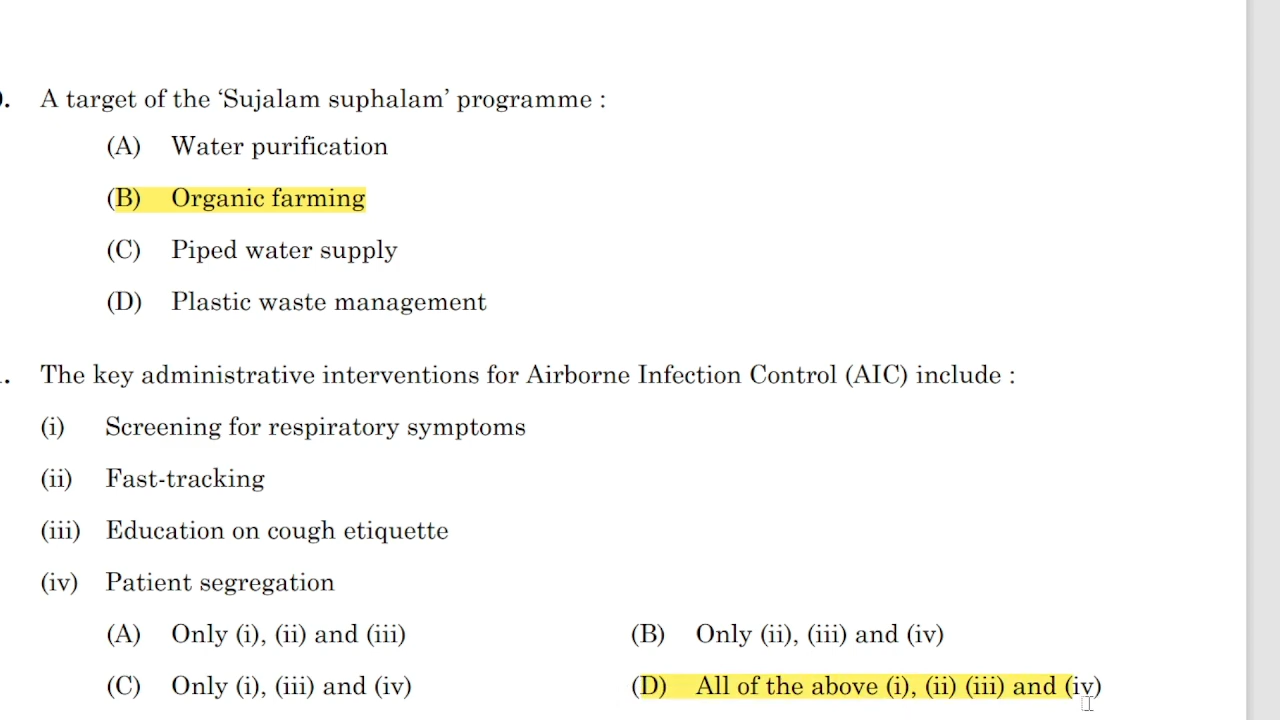 . A target of the ‘Sujalam suphalam’ programme :
(A) Water purification
(B) Organic farming
(C) Piped water supply
(D) Plastic waste management
. The key administrative interventions for Airborne Infection Control (AIC) include :
(i) Screening for respiratory symptoms
(ii) Fast-tracking
(iii) Education on cough etiquette
(iv) Patient segregation
(A) Only (i), (ii) and (iii) (B) Only (ii), (iii) and (iv)
(C) Only (i), (iii) and (iv) (D) All of the above (i), (ii) (iii) and (iv)